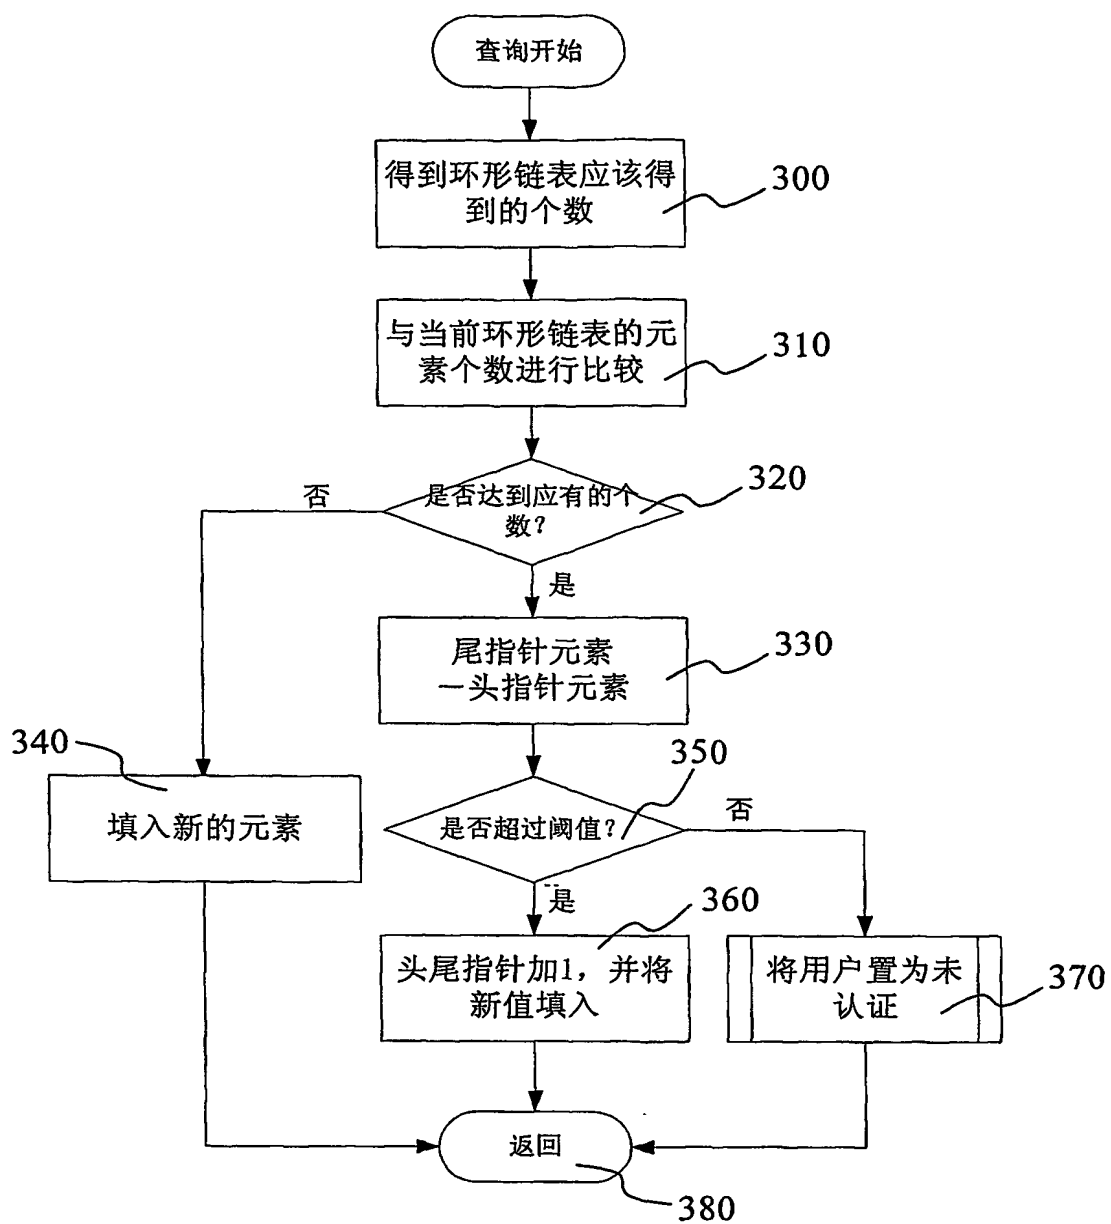 查询开始
得到环形链表应该得
到的个数
300
与当前环形链表的元
素个数进行比较
310
是否达到应有的个
数？
320
否
是
尾指针元素
－头指针元素
330
340
填入新的元素
350
是否超过阈值？
否
是
360
头尾指针加1，并将
新值填入
将用户置为未
认证
370
返回
380